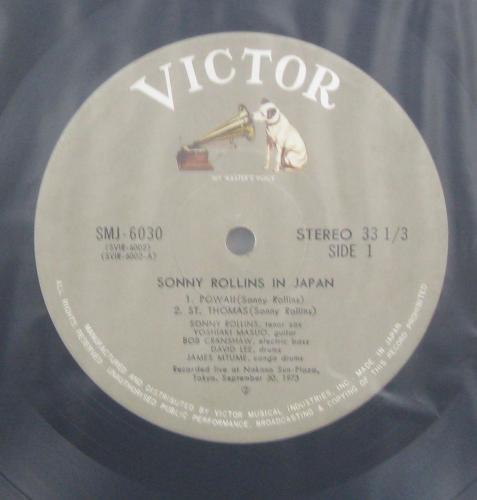 VICTOR
"HIS MASTER'S VOICE"
SMJ-6030
(SVIR-6002)
(SVIR-6002-A)
STEREO 33 1/3
SIDE 1
SONNY ROLLINS IN JAPAN
1. POWAII(Sonny Rollins)
2. ST. THOMAS(Sonny Rollins)
SONNY ROLLINS, tenor sax
YOSHIAKI MASUO, guitar
BOB CRANSHAW, electric bass
DAVID LEE, drums
JAMES MTUME, conga drums
Recorded live at Nakano Sun-Plaza,
Tokyo, September 30, 1973
Ⓟ
MANUFACTURED AND DISTRIBUTED BY VICTOR MUSICAL INDUSTRIES, INC. MADE IN JAPAN
ALL RIGHTS RESERVED. UNAUTHORISED PUBLIC PERFORMANCE, BROADCASTING & COPYING OF THIS RECORD PROHIBITED